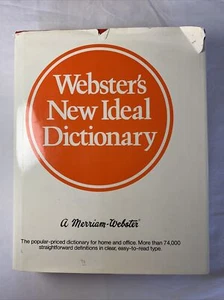 Webster's
New Ideal
Dictionary
A Merriam-Webster
The popular-priced dictionary for home and office. More than 74,000
straightforward definitions in clear, easy-to-read type.